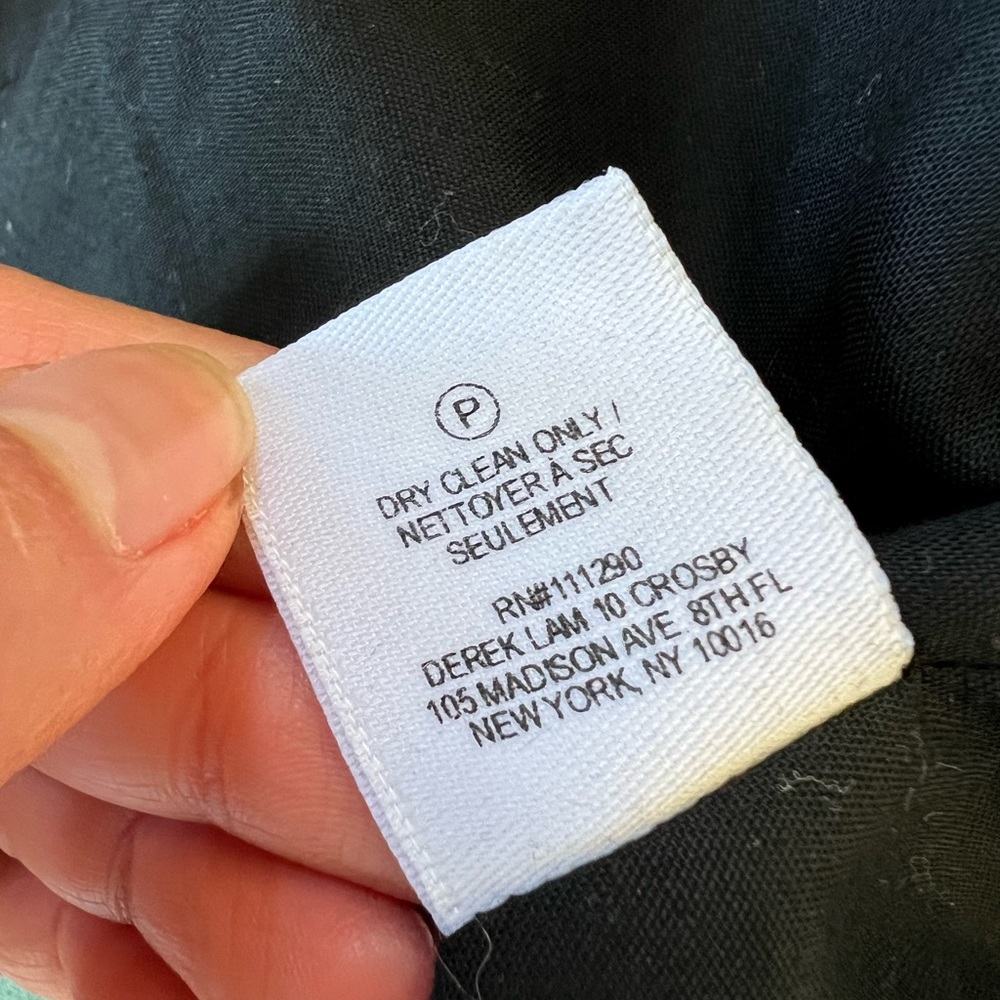 P
DRY CLEAN ONLY /
NETTOYER À SEC
SEULEMENT
RN#111290
DEREK LAM 10 CROSBY
105 MADISON AVE. 8TH FL
NEW YORK, NY 10016